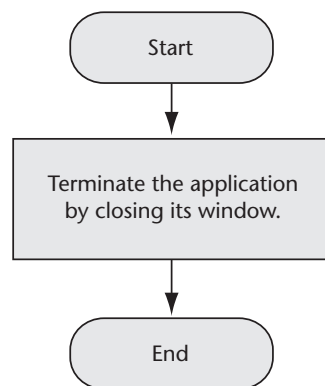 Start
Terminate the application
by closing its window.
End